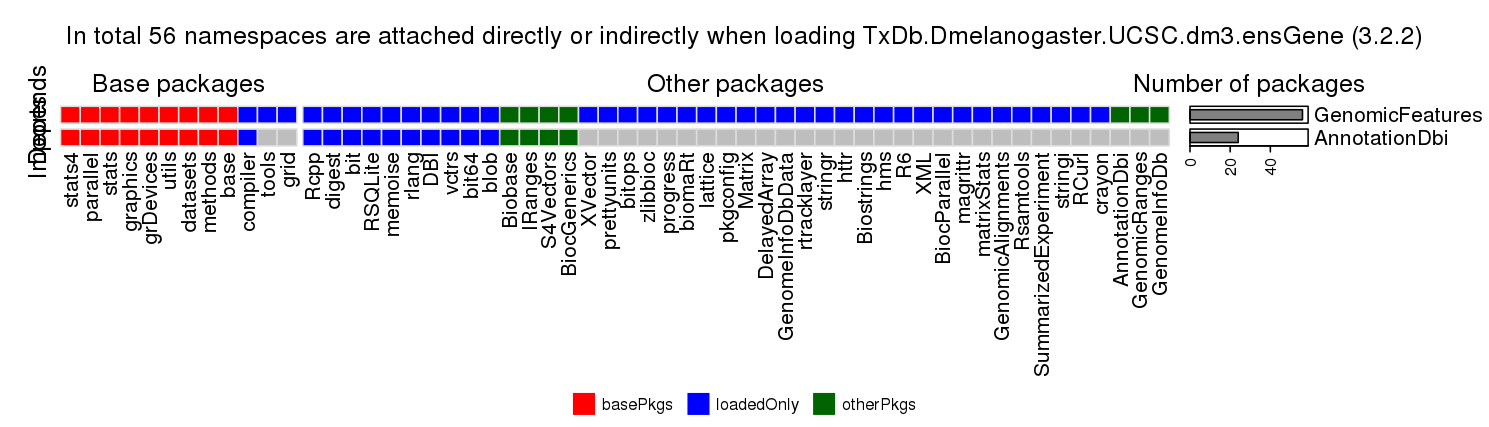 In total 56 namespaces are attached directly or indirectly when loading TxDb.Dmelanogaster.UCSC.dm3.ensGene (3.2.2)
Base packages
Other packages
Number of packages
GenomicFeatures
AnnotationDbi
0
20
40
stats4
parallel
stats
graphics
grDevices
utils
datasets
methods
base
compiler
tools
grid
Rcpp
digest
bit
RSQLite
memoise
rlang
DBI
vctrs
bit64
blob
Biobase
IRanges
S4Vectors
BiocGenerics
XVector
prettyunits
bitops
zlibbioc
progress
biomaRt
lattice
pkgconfig
Matrix
DelayedArray
GenomeInfoDbData
rtracklayer
stringr
httr
Biostrings
hms
R6
XML
BiocParallel
magrittr
matrixStats
GenomicAlignments
Rsamtools
SummarizedExperiment
stringi
RCurl
crayon
AnnotationDbi
GenomicRanges
GenomeInfoDb
basePkgs
loadedOnly
otherPkgs